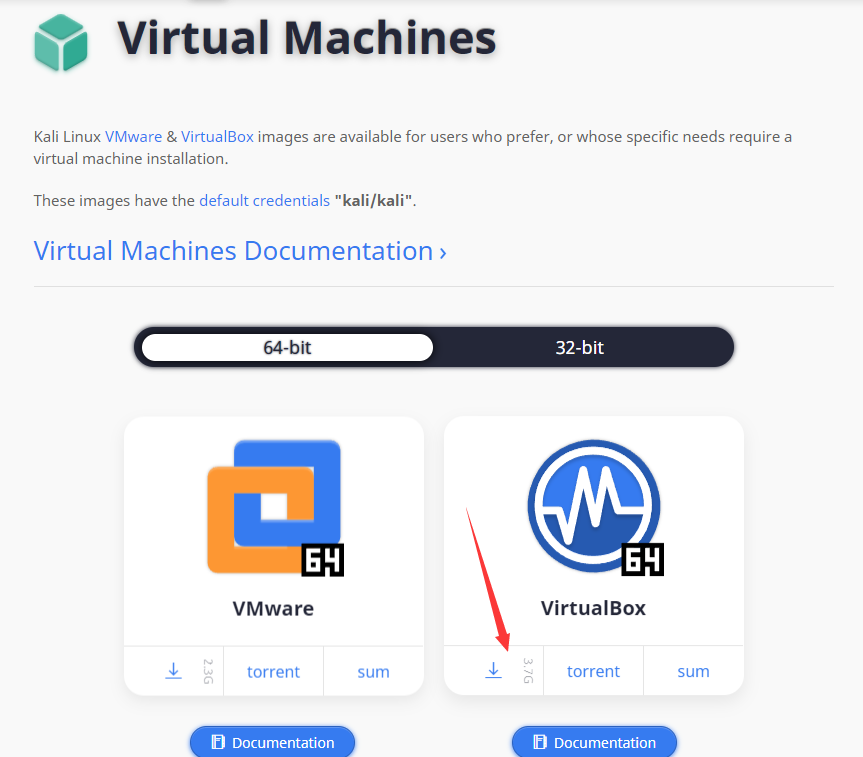 Virtual Machines
Kali Linux VMware & VirtualBox images are available for users who prefer, or whose specific needs require a
virtual machine installation.
These images have the default credentials "kali/kali".
Virtual Machines Documentation ›
64-bit
32-bit
64
VMware
2.3G
torrent
sum
Documentation
64
VirtualBox
3.7G
torrent
sum
Documentation